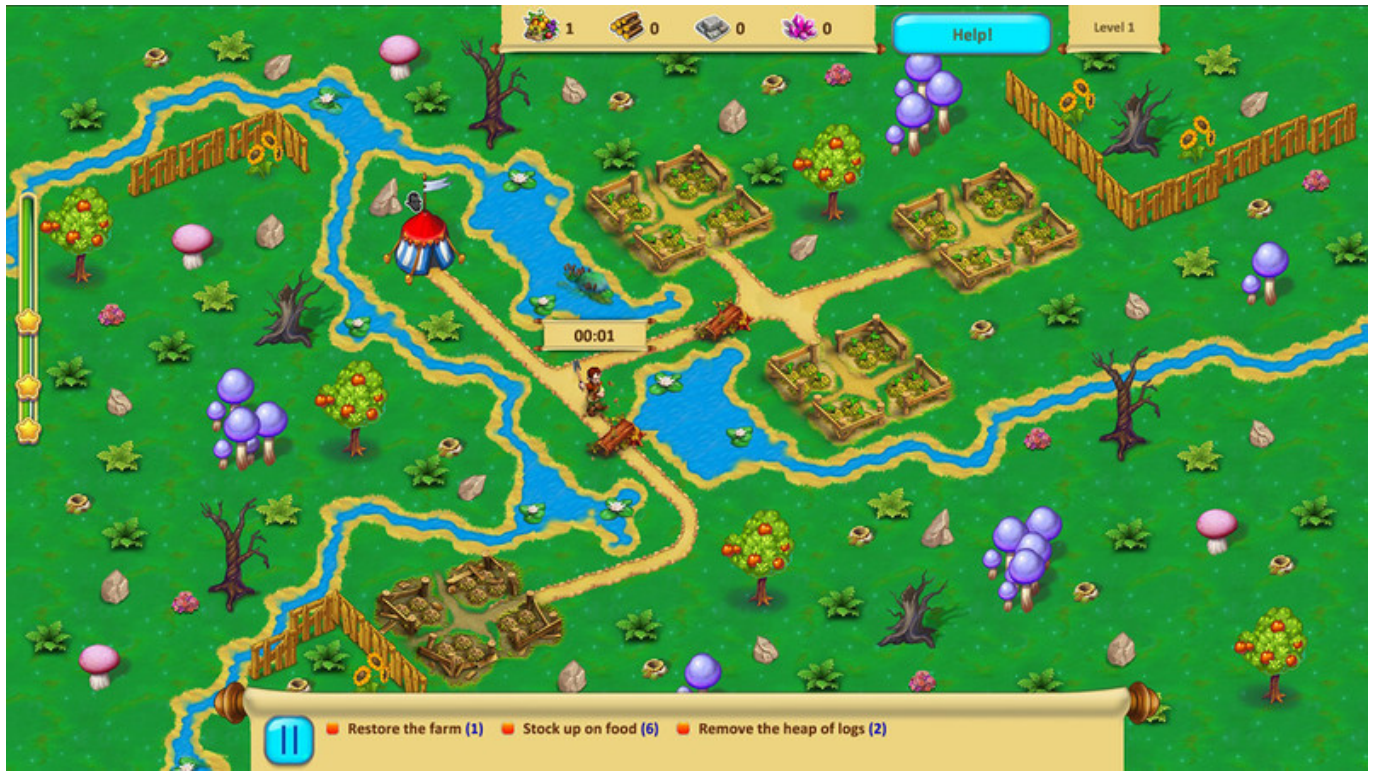 1 0 0 0
Help!
Level 1
00:01
Restore the farm (1) Stock up on food (6) Remove the heap of logs (2)